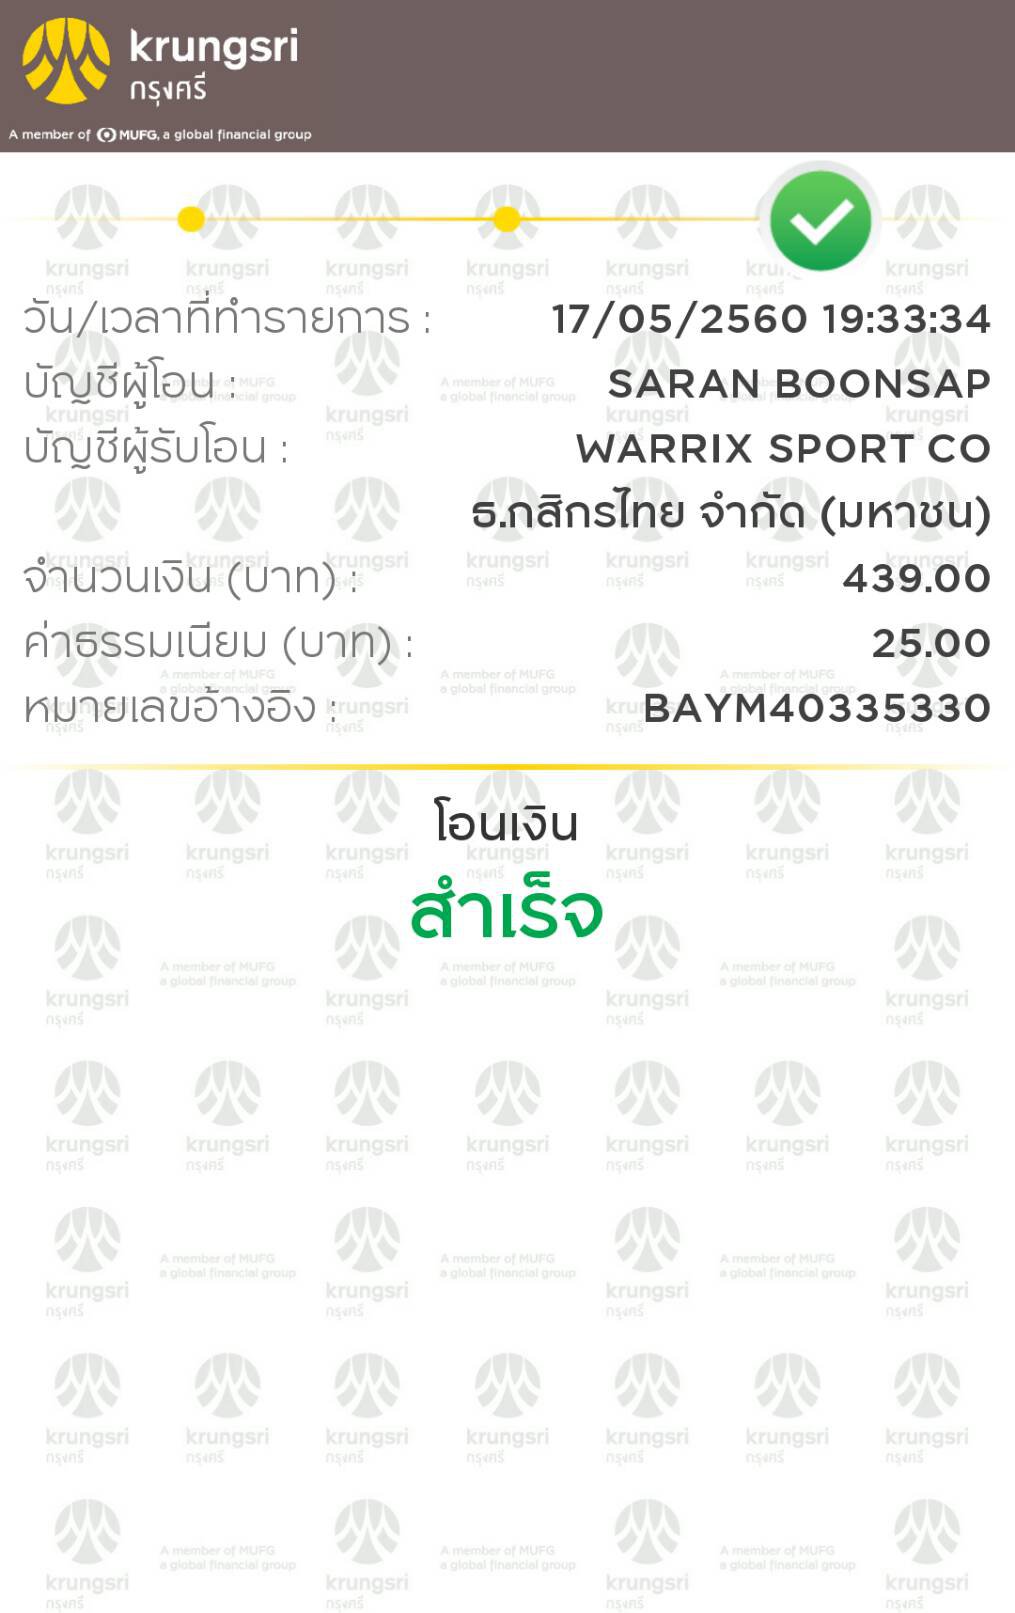 krungsri
กรุงศรี
A member of MUFG, a global financial group
วัน/เวลาที่ทำรายการ : 17/05/2560 19:33:34
บัญชีผู้โอน : SARAN BOONSAP
บัญชีผู้รับโอน : WARRIX SPORT CO
ธ.กสิกรไทย จำกัด (มหาชน)
จำนวนเงิน (บาท) : 439.00
ค่าธรรมเนียม (บาท) : 25.00
หมายเลขอ้างอิง : BAYM40335330
โอนเงิน
สำเร็จ